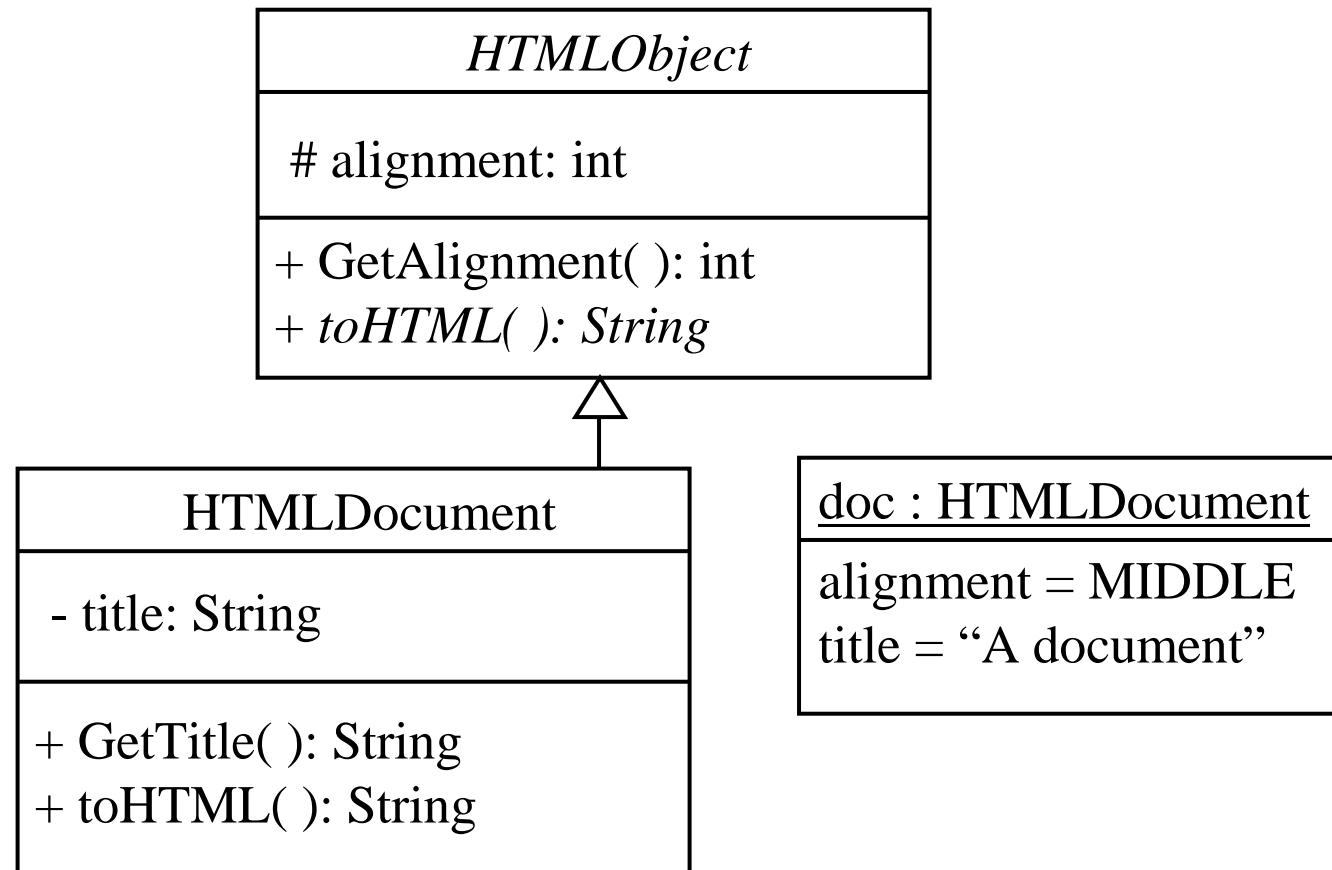 HTMLObject
# alignment: int
+ GetAlignment( ): int
+ toHTML( ): String
HTMLDocument
- title: String
+ GetTitle( ): String
+ toHTML( ): String
doc : HTMLDocument
alignment = MIDDLE
title = “A document”